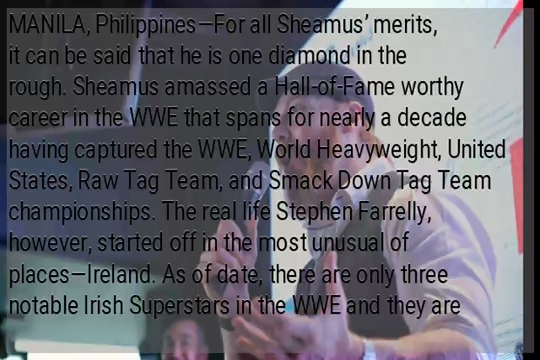 MANILA, Philippines—For all Sheamus’ merits,
it can be said that he is one diamond in the
rough. Sheamus amassed a Hall-of-Fame worthy
career in the WWE that spans for nearly a decade
having captured the WWE, World Heavyweight, United
States, Raw Tag Team, and SmackDown Tag Team
championships. The real life Stephen Farrelly,
however, started off in the most unusual of
places—Ireland. As of date, there are only three
notable Irish Superstars in the WWE and they are